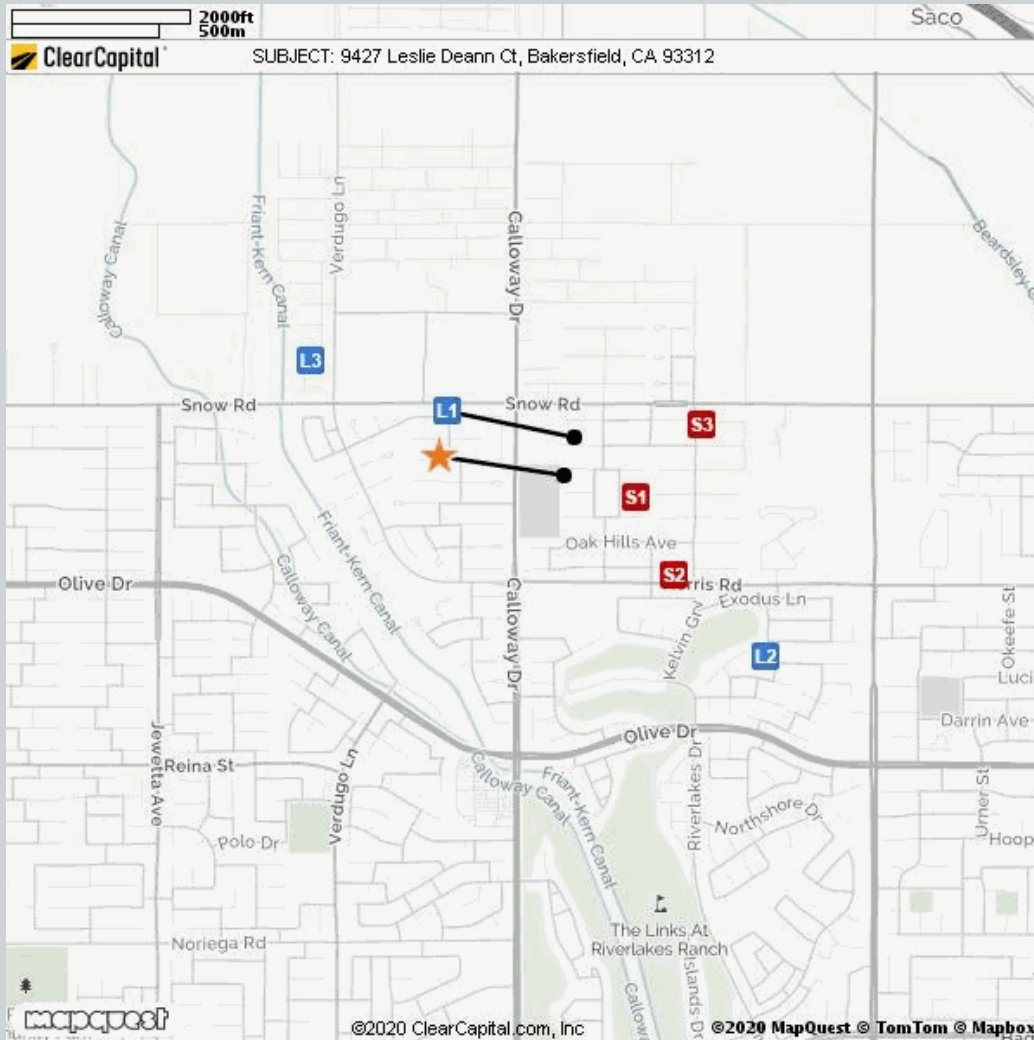 2000ft
500m
Saco
ClearCapital
SUBJECT: 9427 Leslie Deann Ct, Bakersfield, CA 93312
Calloway Canal
Friant-Kern Canal
Verdugo Ln
Calloway Dr
Beardsley
L3
L1
Snow Rd
Snow Rd
S3
S1
Oak Hills Ave
S2
Olive Dr
rris Rd
Exodus Ln
Friant-Kern Canal
Calloway Canal
Calloway Dr
Kelvin Grv
L2
Okeefe St
Luci
Darrin Ave
Olive Dr
Jewetta Ave
Reina St
Verdugo Ln
Calloway Canal
Friant-Kern Canal
Riverlakes Dr
Northshore Dr
Urner St
Hoop
Polo Dr
The Links At
Riverlakes Ranch
Noriega Rd
Islands Dr
Callow
mapquest
©2020 ClearCapital.com, Inc
©2020 MapQuest © TomTom © Mapbox